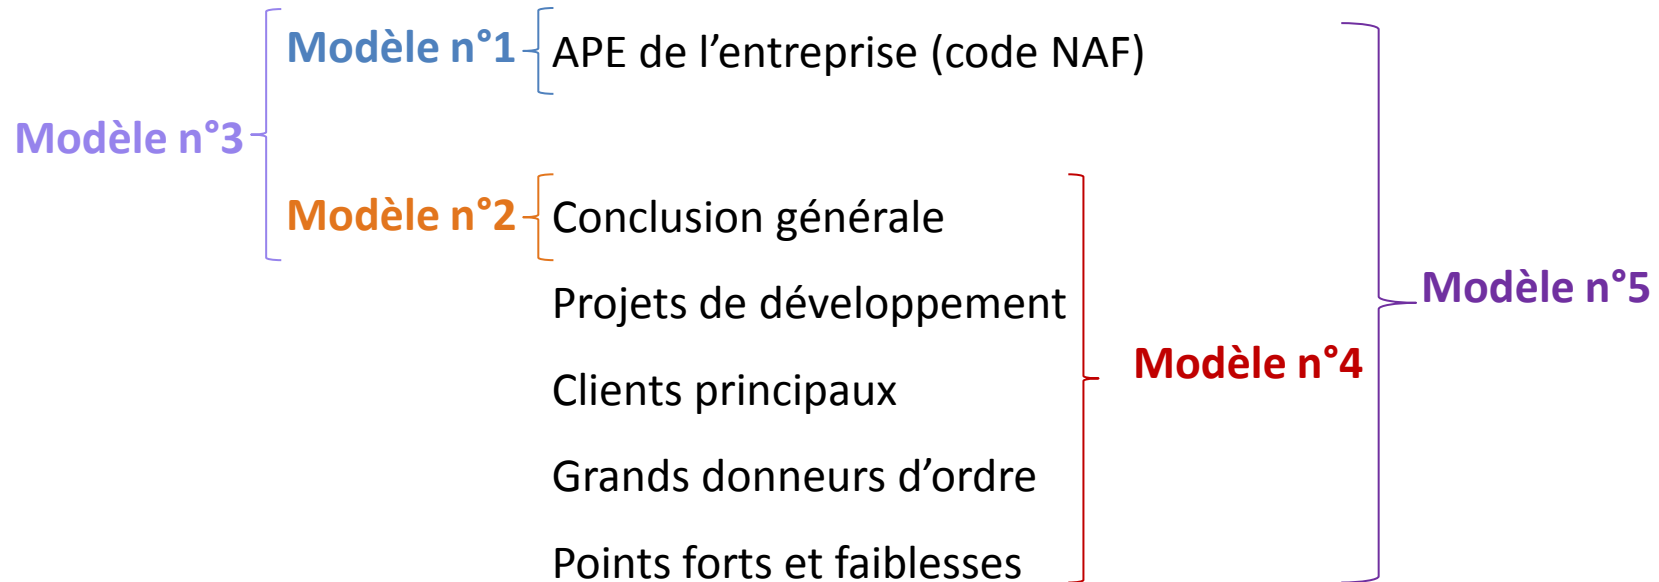 Modèle n°1
APE de l’entreprise (code NAF)
Modèle n°3
Modèle n°2
Conclusion générale
Modèle n°5
Projets de développement
Modèle n°4
Clients principaux
Grands donneurs d’ordre
Points forts et faiblesses